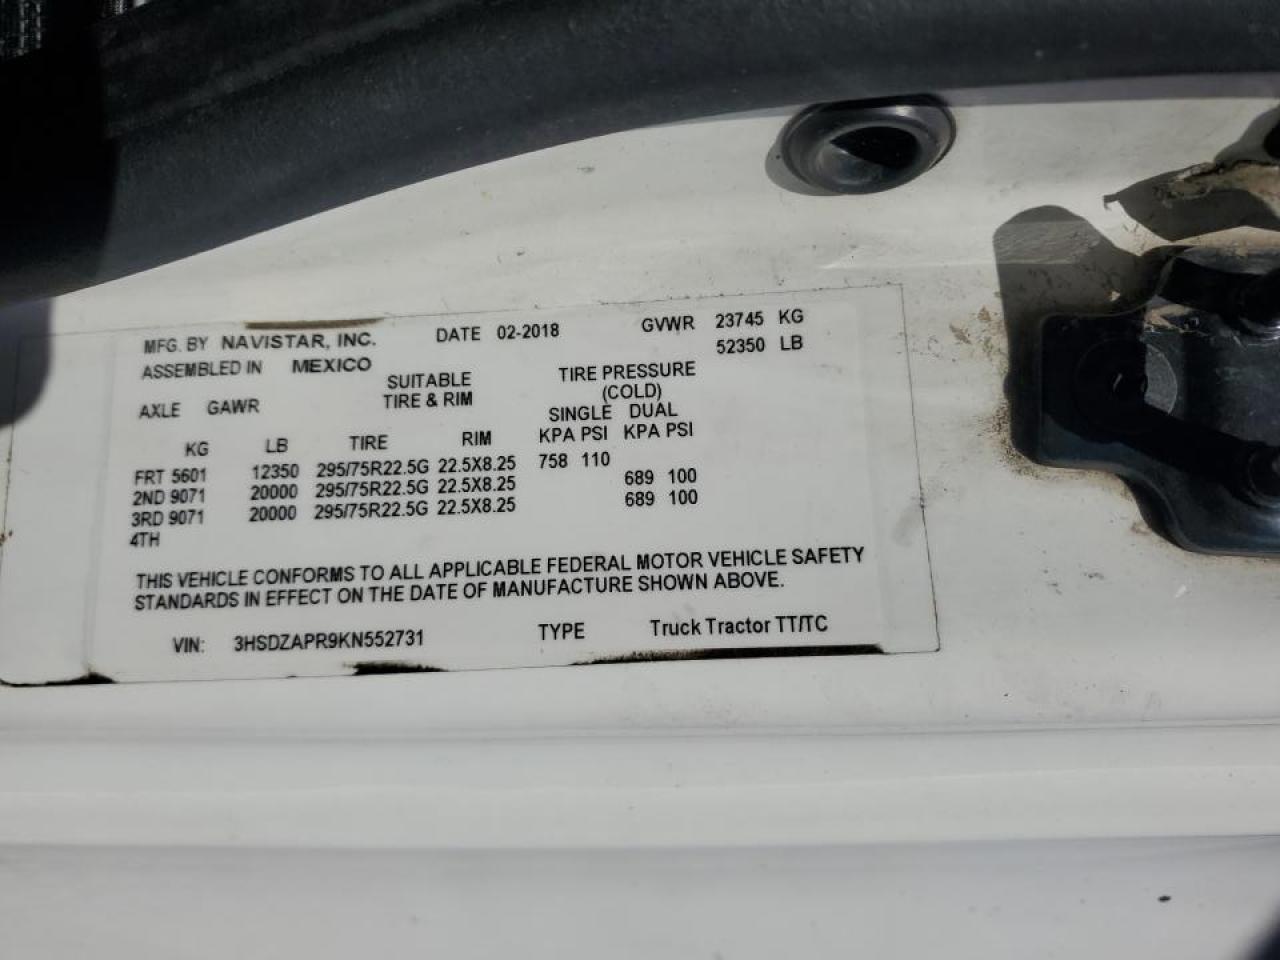 MFG. BY NAVISTAR, INC. DATE 02-2018 GVWR 23745 KG
52350 LB
ASSEMBLED IN MEXICO
AXLE GAWR SUITABLE TIRE PRESSURE
TIRE & RIM (COLD)
SINGLE DUAL
KG LB TIRE RIM KPA PSI KPA PSI
FRT 5601 12350 295/75R22.5G 22.5X8.25 758 110
2ND 9071 20000 295/75R22.5G 22.5X8.25 689 100
3RD 9071 20000 295/75R22.5G 22.5X8.25 689 100
4TH
THIS VEHICLE CONFORMS TO ALL APPLICABLE FEDERAL MOTOR VEHICLE SAFETY
STANDARDS IN EFFECT ON THE DATE OF MANUFACTURE SHOWN ABOVE.
VIN: 3HSDZAPR9KN552731 TYPE Truck Tractor TT/TC